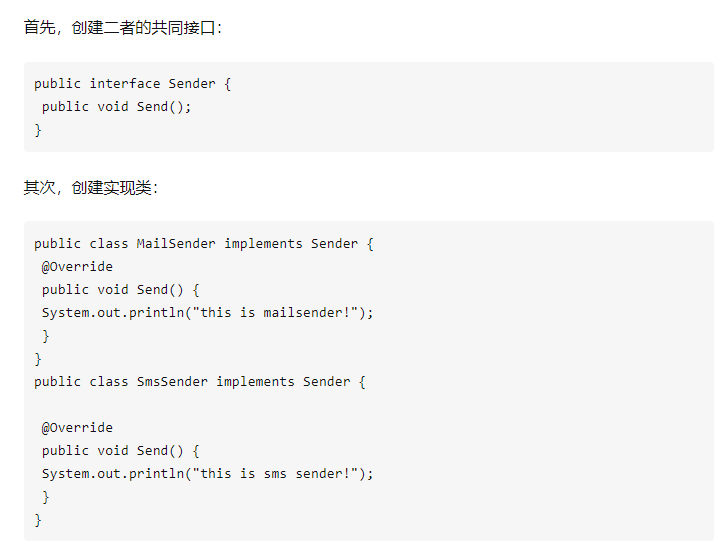 首先，创建二者的共同接口：
public interface Sender {
public void Send();
}
其次，创建实现类：
public class MailSender implements Sender {
@Override
public void Send() {
System.out.println("this is mailsender!");
}
}
public class SmsSender implements Sender {
@Override
public void Send() {
System.out.println("this is sms sender!");
}
}